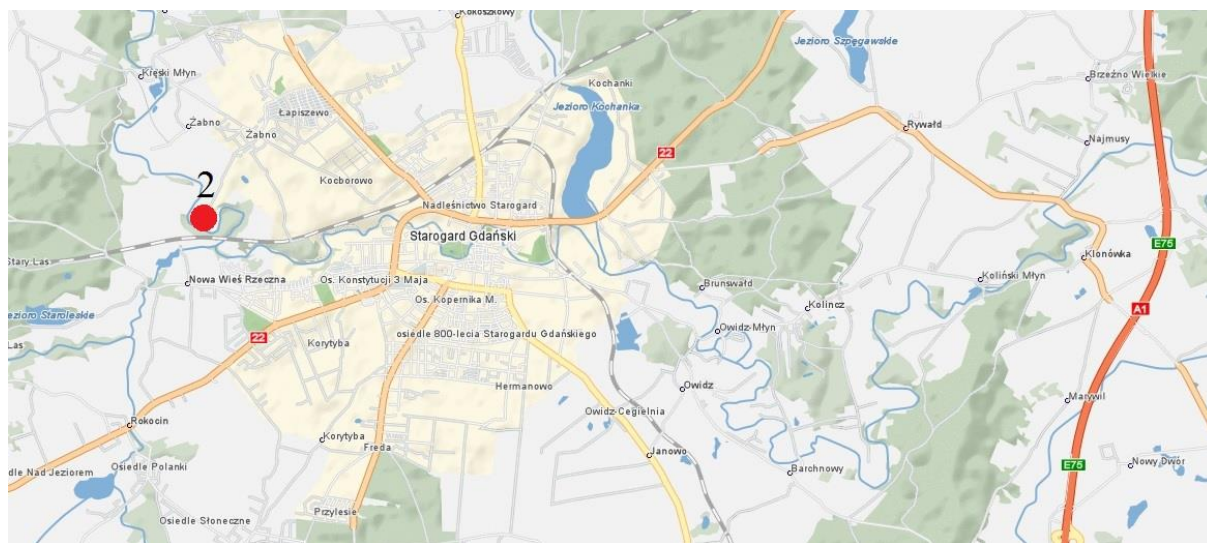 Kokoszkowy
Jezioro Szpęgawskie
Kręski Młyn
Kochanki
Brzeźno Wielkie
Jezioro Kochanka
Łapiszewo
Żabno
Żabno
Rywałd
Najmusy
22
2
Kocborowo
Nadleśnictwo Starogard
Starogard Gdański
E75
Stary Las
Klonówka
Nowa Wieś Rzeczna
Os. Konstytucji 3 Maja
Koliński Młyn
Brunswałd
Os. Kopernika M.
Kolincz
A1
Jezioro Staroleskie
22
osiedle 800-lecia Starogardu Gdańskiego
Owidz-Młyn
Las
Korytyba
Hermanowo
Owidz
Marywil
Owidz-Cegielnia
Rokocin
Korytyba
Freda
Janowo
E75
Nowy Dwór
edle Nad Jeziorem
Osiedle Polanki
Barchnowy
Przylesie
Osiedle Słoneczne